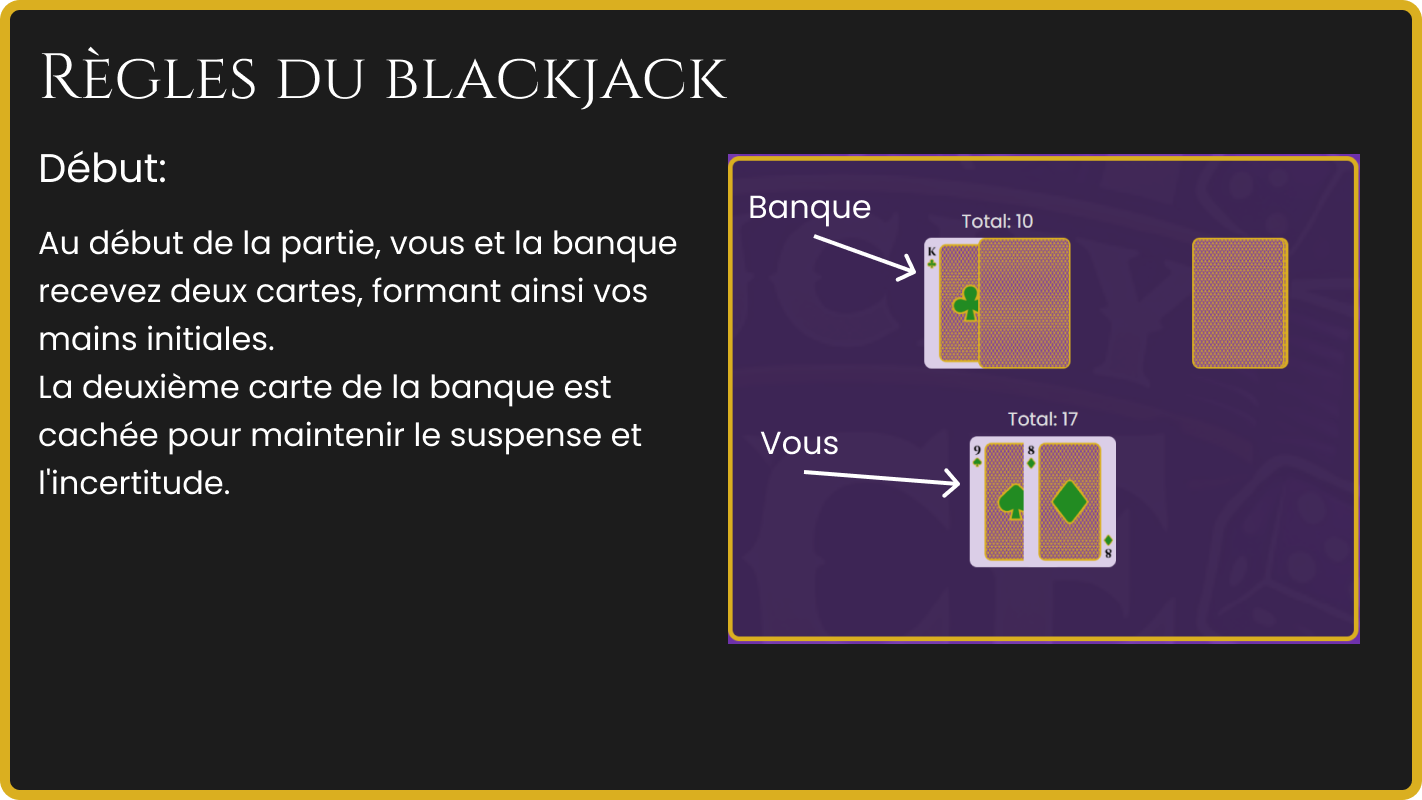 Règles du blackjack
Début:
Au début de la partie, vous et la banque
recevez deux cartes, formant ainsi vos
mains initiales.
La deuxième carte de la banque est
cachée pour maintenir le suspense et
l'incertitude.
Banque
Total: 10
K
Total: 17
Vous
9
8
8